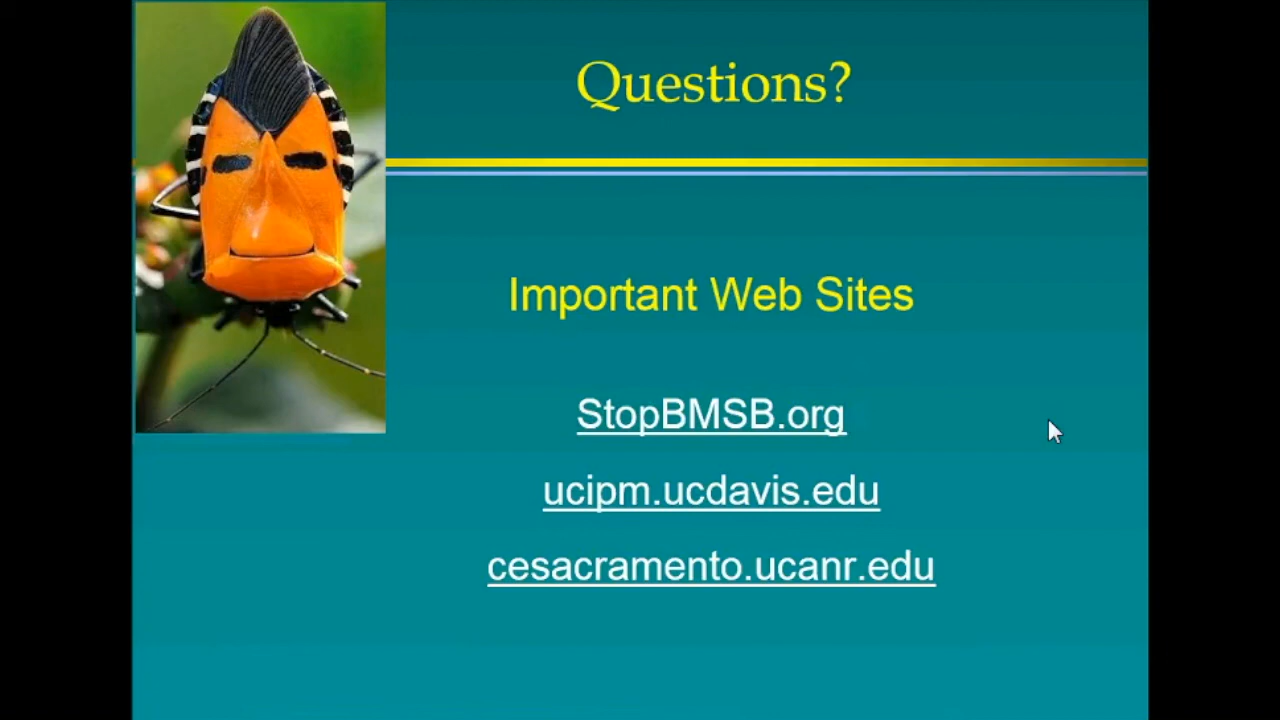 Questions?
Important Web Sites
StopBMSB.org
ucipm.ucdavis.edu
cesacramento.ucanr.edu